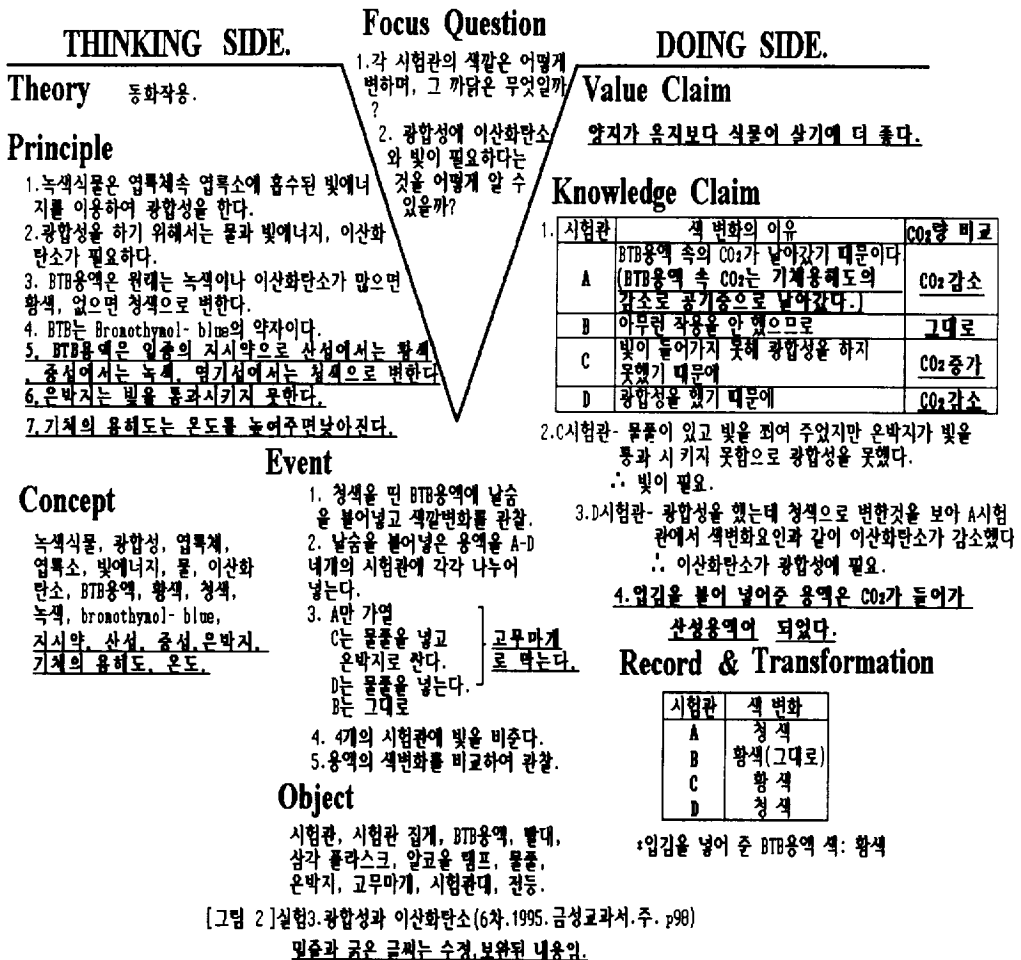 THINKING SIDE.
Theory 동화작용.
Principle
1.녹색식물은 엽록체속 엽록소에 흡수된 빛에너
지를 이용하여 광합성을 한다.
2.광합성을 하기 위해서는 물과 빛에너지, 이산화
탄소가 필요하다.
3. BTB용액은 원래는 녹색이나 이산화탄소가 많으면
황색, 없으면 청색으로 변한다.
4. BTB는 Bromothymol- blue의 약자이다.
5. BTB용액은 일종의 지시약으로 산성에서는 황색
, 중성에서는 녹색, 염기성에서는 청색으로 변한다
6.은박지는 빛을 통과시키지 못한다.
7.기체의 용해도는 온도를 높여주면낮아진다.
Concept
녹색식물, 광합성, 엽록체,
엽록소, 빛에너지, 물, 이산화
탄소, BTB용액, 황색, 청색,
녹색, bromothymol- blue,
지시약, 산성, 중성,은박지,
기체의 용해도, 온도.
Focus Question
1.각 시험관의 색깔은 어떻게
변하며, 그 까닭은 무엇일까
?
2. 광합성에 이산화탄소
와 빛이 필요하다는
것을 어떻게 알 수
있을까?
Event
1. 청색을 띤 BTB용액에 날숨
을 불어넣고 색깔변화를 관찰.
2. 날숨을 불어넣은 용액을 A-D
네개의 시험관에 각각 나누어
넣는다.
3. A만 가열
C는 물풀을 넣고
은박지로 싼다.
D는 물풀을 넣는다.
B는 그대로
고무마개
로 막는다.
4. 4개의 시험관에 빛을 비춘다.
5.용액의 색변화를 비교하여 관찰.
Object
시험관, 시험관 집게, BTB용액, 빨대,
삼각 플라스크, 알코올 램프, 물풀,
은박지, 고무마개, 시험관대, 전등.
DOING SIDE.
Value Claim
양지가 음지보다 식물이 살기에 더 좋다.
Knowledge Claim
1. 시험관 색 변화의 이유 CO₂량 비교
A BTB용액 속의 CO₂가 날아갔기 때문이다
(BTB용액 속 CO₂는 기체용해도의
감소로 공기중으로 날아갔다.) CO₂감소
B 아무런 작용을 안 했으므로 그대로
C 빛이 들어가지 못해 광합성을 하지
못했기 때문에 CO₂증가
D 광합성을 했기 때문에 CO₂감소
2.C시험관- 물풀이 있고 빛을 쬐여 주었지만 은박지가 빛을
통과 시키지 못함으로 광합성을 못했다.
∴ 빛이 필요.
3.D시험관- 광합성을 했는데 청색으로 변한것을 보아 A시험
관에서 색변화요인과 같이 이산화탄소가 감소했다
∴ 이산화탄소가 광합성에 필요.
4.입김을 불어 넣어준 용액은 CO₂가 들어가
산성용액이 되었다.
Record & Transformation
시험관 색 변화
A 청 색
B 황색(그대로)
C 황 색
D 청 색
*입김을 넣어 준 BTB용액 색: 황색
[그림 2]실험3.광합성과 이산화탄소(6차.1995.금성교과서.주. p98)
밑줄과 굵은 글씨는 수정,보완된 내용임.